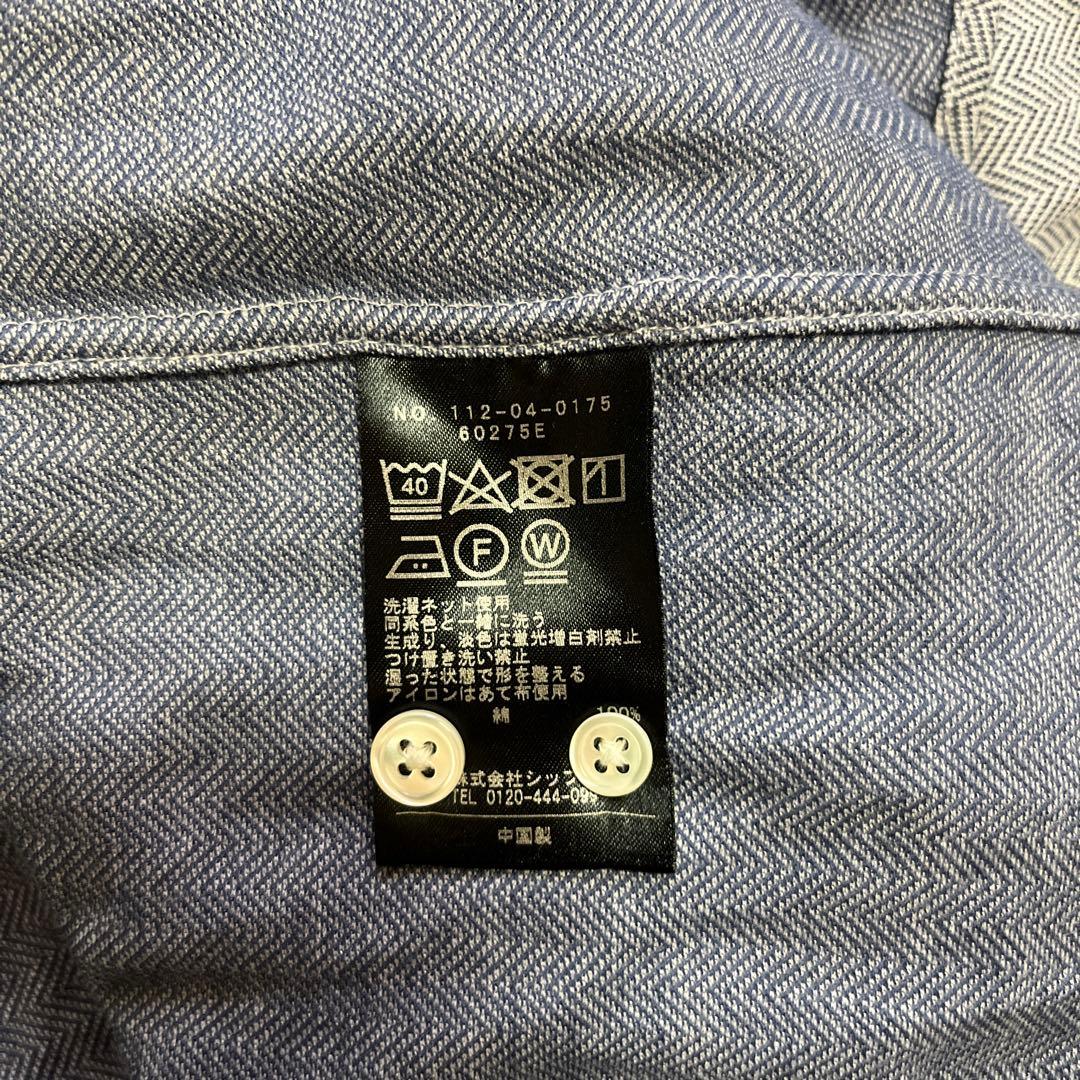 NO. 112-04-0175
60275E
40
F W
洗濯ネット使用
同系色と一緒に洗う
生成り、淡色は蛍光増白剤禁止
つけ置き洗い禁止
湿った状態で形を整える
アイロンはあて布使用
綿 100%
株式会社シップ
TEL 0120-444-09
中国製